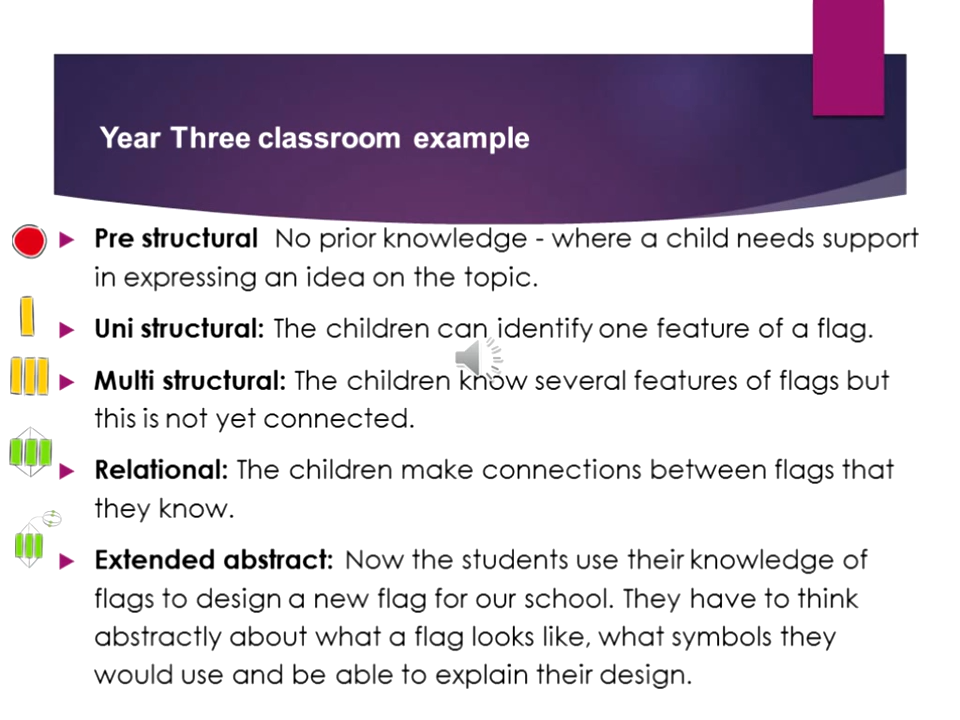 Year Three classroom example
Pre structural No prior knowledge - where a child needs support
in expressing an idea on the topic.
Uni structural: The children can identify one feature of a flag.
Multi structural: The children know several features of flags but
this is not yet connected.
Relational: The children make connections between flags that
they know.
Extended abstract: Now the students use their knowledge of
flags to design a new flag for our school. They have to think
abstractly about what a flag looks like, what symbols they
would use and be able to explain their design.